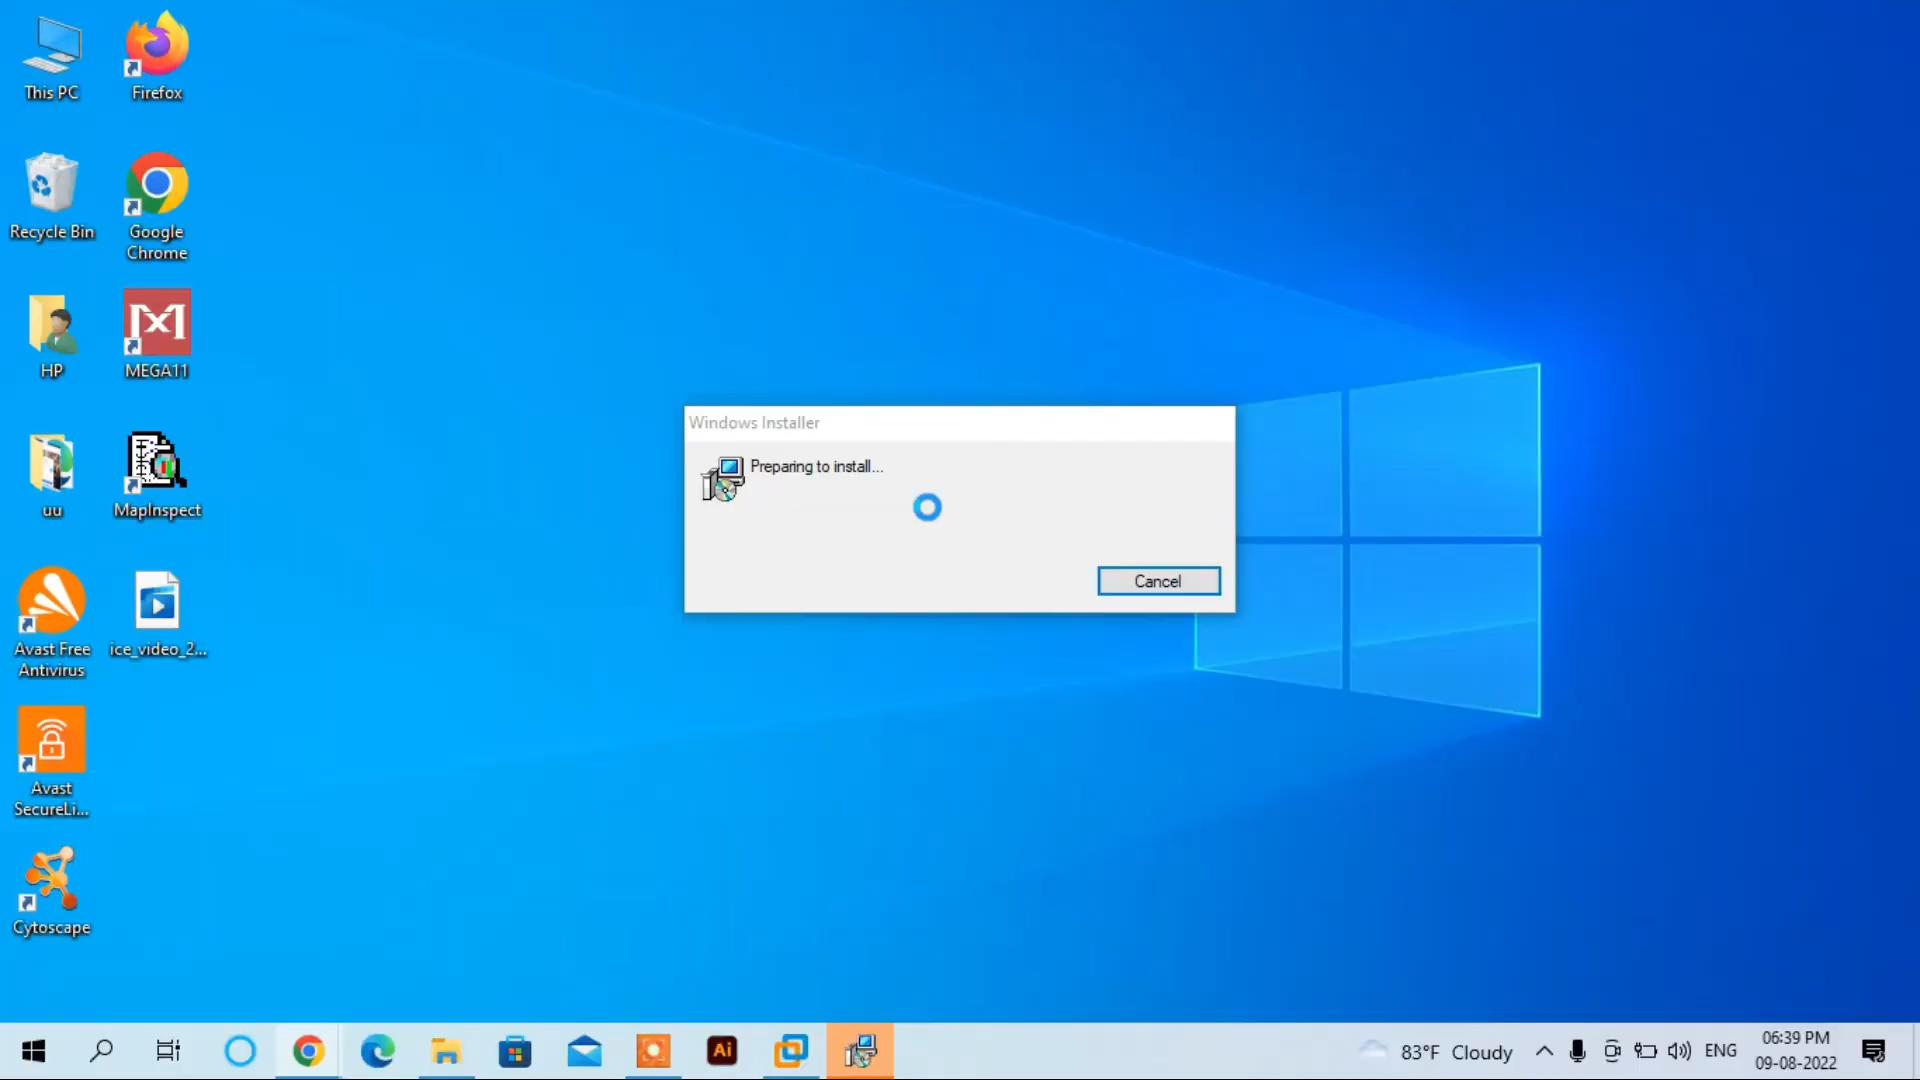 This PC
Firefox
Recycle Bin
Google
Chrome
HP
MEGA11
uu
MapInspect
Avast Free
Antivirus
ice_video_2...
Avast
SecureLi...
Cytoscape
Windows Installer
Preparing to install...
Cancel
Ai
83°F Cloudy
ENG
06:39 PM
09-08-2022